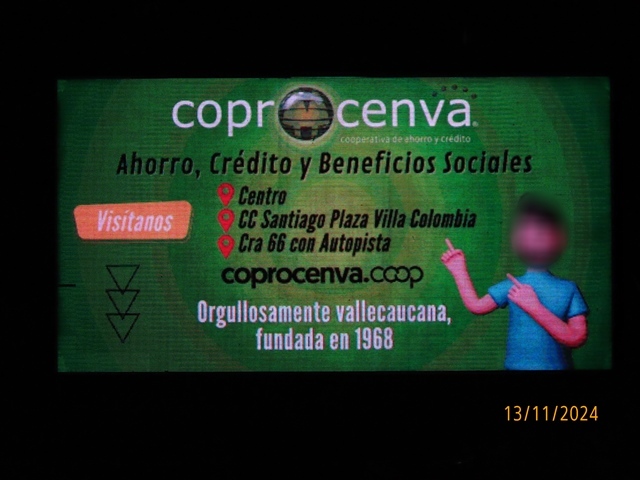 coprocenva
cooperativa de ahorro y crédito
Ahorro, Crédito y Beneficios Sociales
Visítanos
Centro
CC Santiago Plaza Villa Colombia
Cra 66 con Autopista
coprocenva.coop
Orgullosamente vallecaucana,
fundada en 1968
13/11/2024